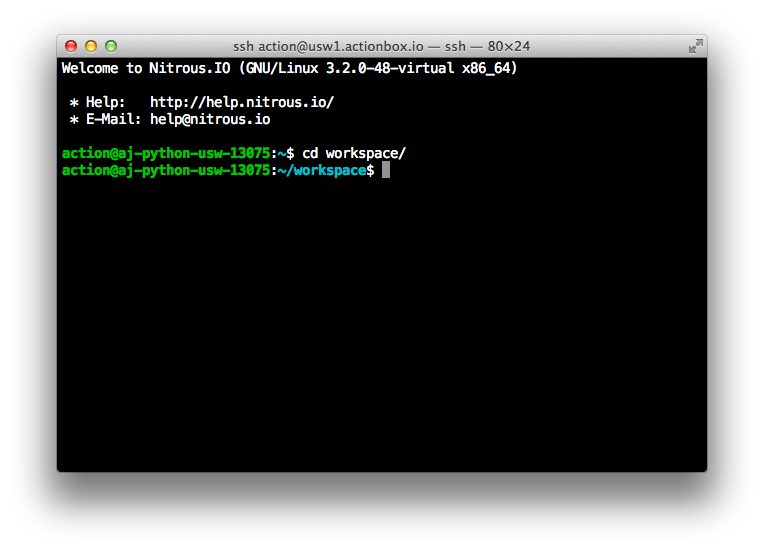 ssh action@usw1.actionbox.io — ssh — 80×24
Welcome to Nitrous.IO (GNU/Linux 3.2.0-48-virtual x86_64)
* Help: http://help.nitrous.io/
* E-Mail: help@nitrous.io
action@aj-python-usw-13075:~$ cd workspace/
action@aj-python-usw-13075:~/workspace$